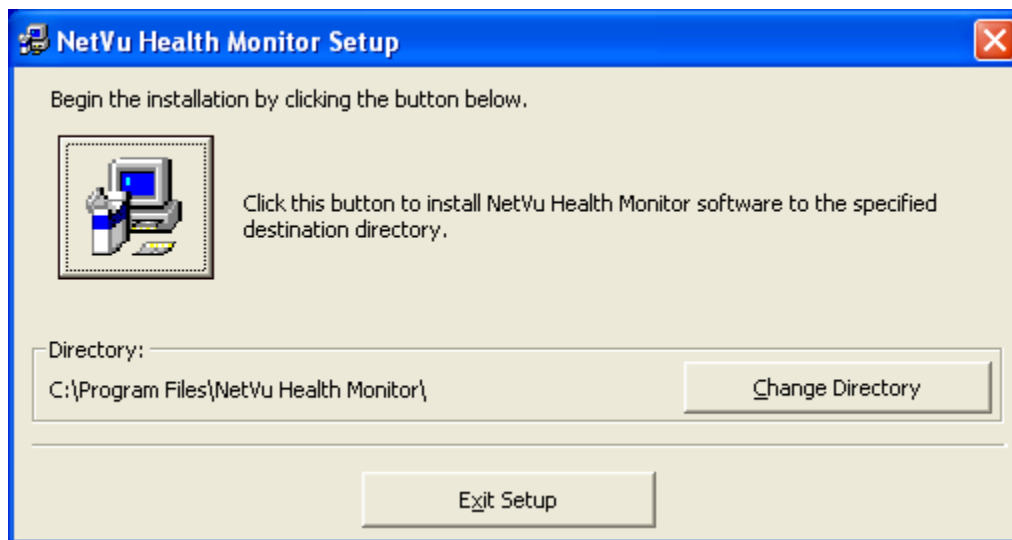 NetVu Health Monitor Setup
Begin the installation by clicking the button below.
Click this button to install NetVu Health Monitor software to the specified
destination directory.
Directory:
C:\Program Files\NetVu Health Monitor\
Change Directory
Exit Setup